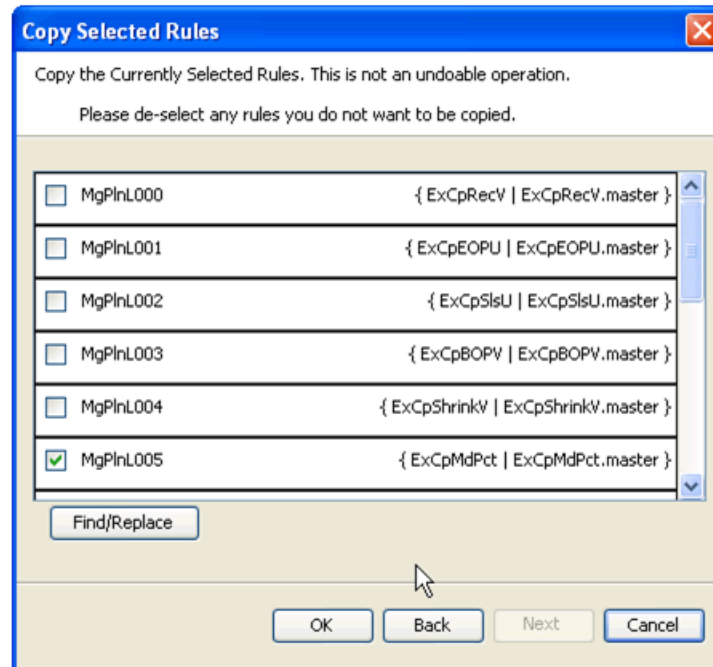 Copy Selected Rules
Copy the Currently Selected Rules. This is not an undoable operation.
Please de-select any rules you do not want to be copied.
MgPlnL000 { ExCpRecV | ExCpRecV.master }
MgPlnL001 { ExCpEOPU | ExCpEOPU.master }
MgPlnL002 { ExCpSlsU | ExCpSlsU.master }
MgPlnL003 { ExCpBOPV | ExCpBOPV.master }
MgPlnL004 { ExCpShrinkV | ExCpShrinkV.master }
MgPlnL005 { ExCpMdPct | ExCpMdPct.master }
Find/Replace
OK Back Next Cancel